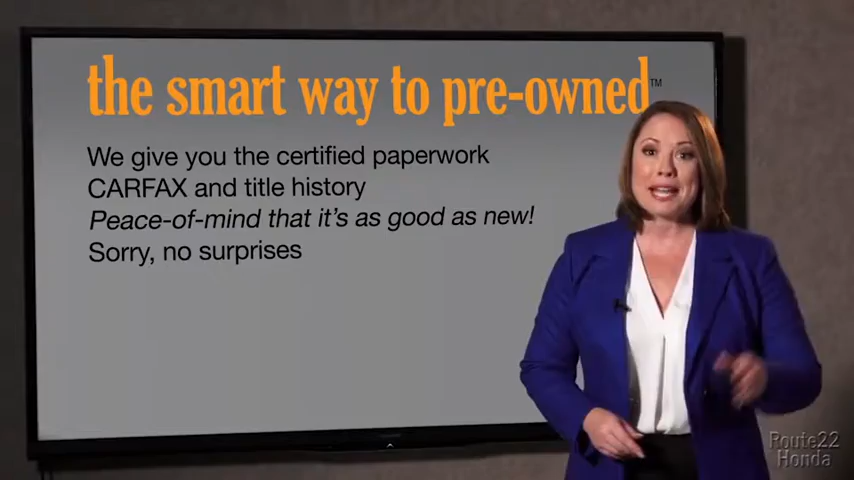 the smart way to pre-owned™
We give you the certified paperwork
CARFAX and title history
Peace-of-mind that it's as good as new!
Sorry, no surprises
Route22
Honda